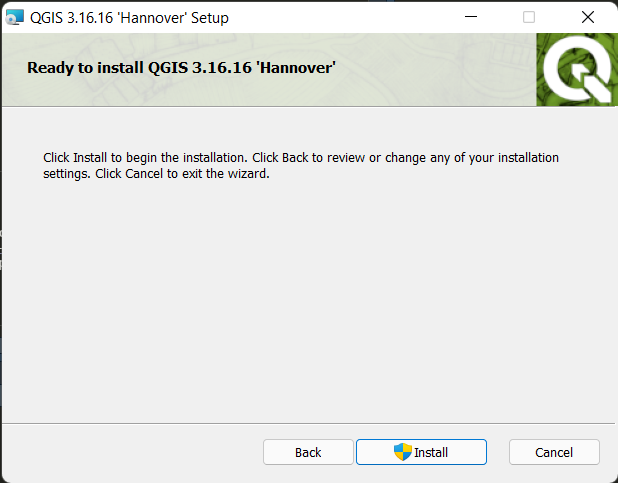 QGIS 3.16.16 'Hannover' Setup
Ready to install QGIS 3.16.16 'Hannover'
Click Install to begin the installation. Click Back to review or change any of your installation
settings. Click Cancel to exit the wizard.
Back
Install
Cancel